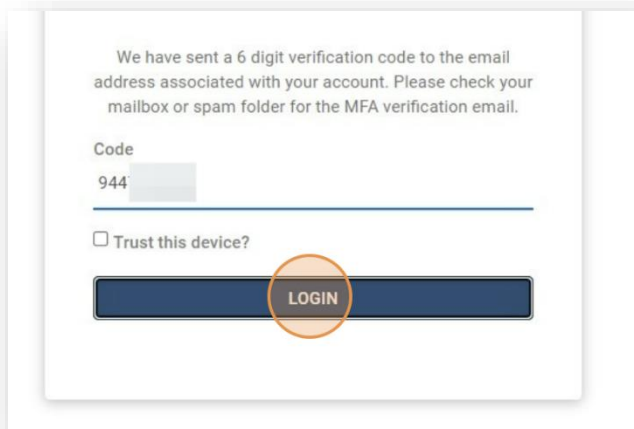 We have sent a 6 digit verification code to the email
address associated with your account. Please check your
mailbox or spam folder for the MFA verification email.
Code
944
Trust this device?
LOGIN